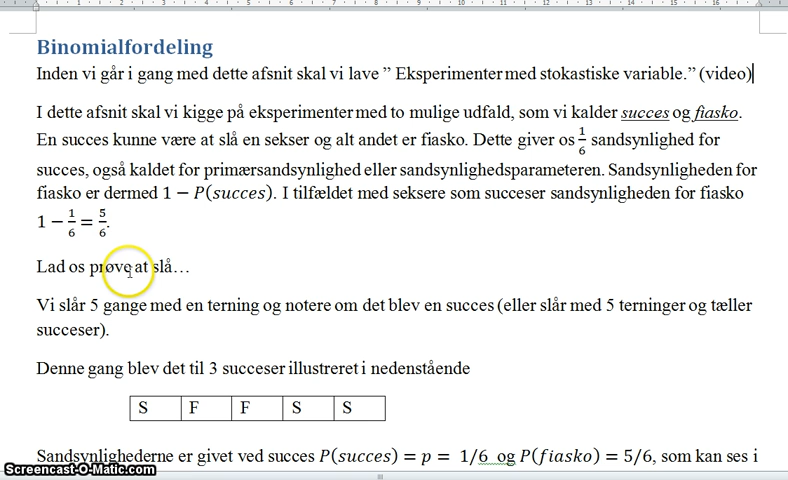 Binomialfordeling
Inden vi går i gang med dette afsnit skal vi lave ” Eksperimenter med stokastiske variable.” (video)
I dette afsnit skal vi kigge på eksperimenter med to mulige udfald, som vi kalder succes og fiasko.
En succes kunne være at slå en sekser og alt andet er fiasko. Dette giver os 1/6 sandsynlighed for
succes, også kaldet for primærsandsynlighed eller sandsynlighedsparameteren. Sandsynligheden for
fiasko er dermed 1 − P(succes). I tilfældet med seksere som succeser sandsynligheden for fiasko
1 − 1/6 = 5/6.
Lad os prøve at slå…
Vi slår 5 gange med en terning og notere om det blev en succes (eller slår med 5 terninger og tæller
succeser).
Denne gang blev det til 3 succeser illustreret i nedenstående
S F F S S
Sandsynlighederne er givet ved succes P(succes) = p = 1/6 og P(fiasko) = 5/6, som kan ses i
Screencast-O-Matic.com